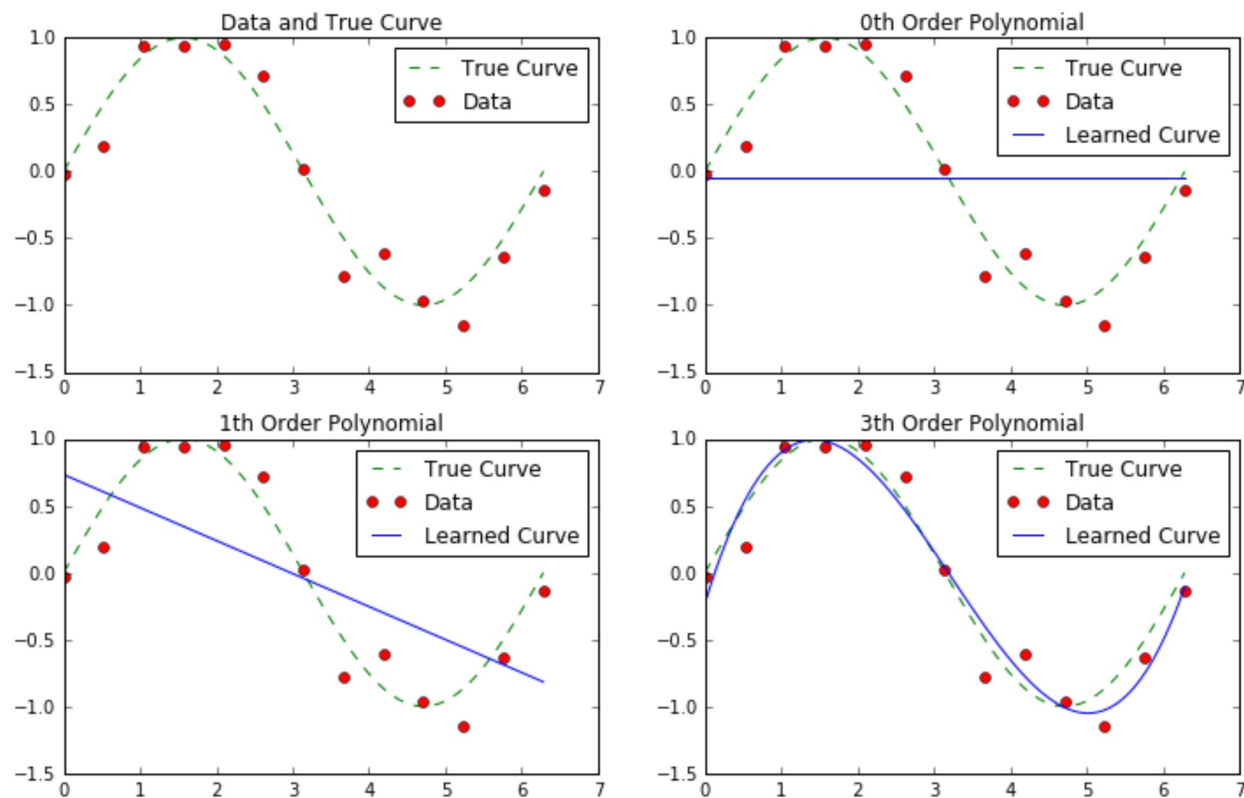 Data and True Curve
1.0
0.5
0.0
−0.5
−1.0
−1.5
0 1 2 3 4 5 6 7
True Curve
Data
0th Order Polynomial
1.0
0.5
0.0
−0.5
−1.0
−1.5
0 1 2 3 4 5 6 7
True Curve
Data
Learned Curve
1th Order Polynomial
1.0
0.5
0.0
−0.5
−1.0
−1.5
0 1 2 3 4 5 6 7
True Curve
Data
Learned Curve
3th Order Polynomial
1.0
0.5
0.0
−0.5
−1.0
−1.5
0 1 2 3 4 5 6 7
True Curve
Data
Learned Curve